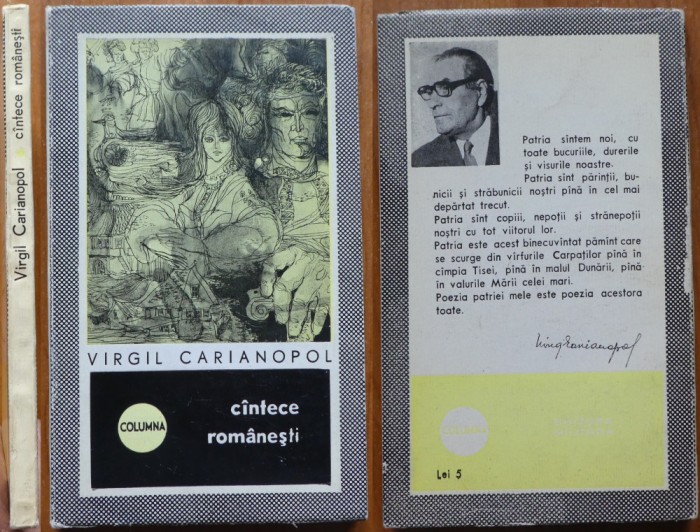 Virgil Carianopol ★ cîntece românești
VIRGIL CARIANOPOL
COLUMNA
cîntece
românești
Patria sîntem noi, cu
toate bucuriile, durerile
și visurile noastre.
Patria sînt părinții, bu-
nicii și străbunicii noștri pînă în cel mai
depărtat trecut.
Patria sînt copiii, nepoții și strănepoții
noștri cu tot viitorul lor.
Patria este acest binecuvîntat pămînt care
se scurge din vîrfurile Carpaților pînă în
cîmpia Tisei, pînă în malul Dunării, pînă
în valurile Mării celei mari.
Poezia patriei mele este poezia acestora
toate.
COLUMNA
Lei 5